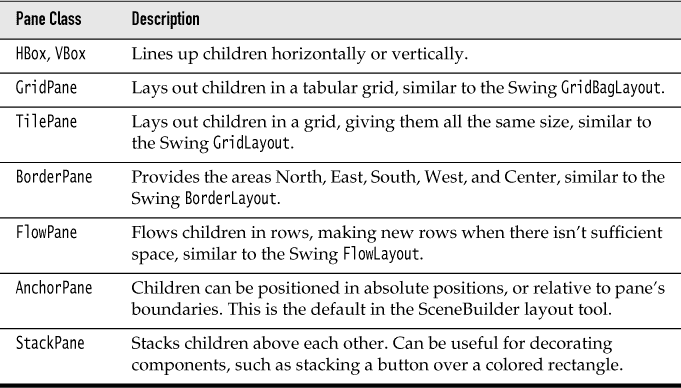 Pane Class Description
HBox, VBox Lines up children horizontally or vertically.
GridPane Lays out children in a tabular grid, similar to the Swing GridBagLayout.
TilePane Lays out children in a grid, giving them all the same size, similar to
the Swing GridLayout.
BorderPane Provides the areas North, East, South, West, and Center, similar to the
Swing BorderLayout.
FlowPane Flows children in rows, making new rows when there isn’t sufficient
space, similar to the Swing FlowLayout.
AnchorPane Children can be positioned in absolute positions, or relative to pane’s
boundaries. This is the default in the SceneBuilder layout tool.
StackPane Stacks children above each other. Can be useful for decorating
components, such as stacking a button over a colored rectangle.